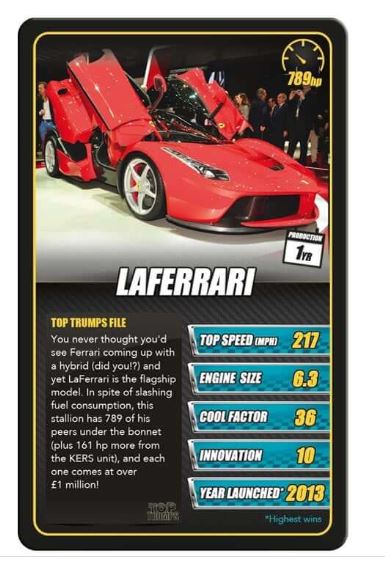 789hp
PRODUCTION
1YR
LAFERRARI
TOP TRUMPS FILE
You never thought you'd
see Ferrari coming up with
a hybrid (did you!?) and
yet LaFerrari is the flagship
model. In spite of slashing
fuel consumption, this
stallion has 789 of his
peers under the bonnet
(plus 161 hp more from
the KERS unit), and each
one comes at over
£1 million!
TOP
TRUMPS
TOP SPEED (MPH) 217
ENGINE SIZE 6.3
COOL FACTOR 36
INNOVATION 10
YEAR LAUNCHED* 2013
*Highest wins